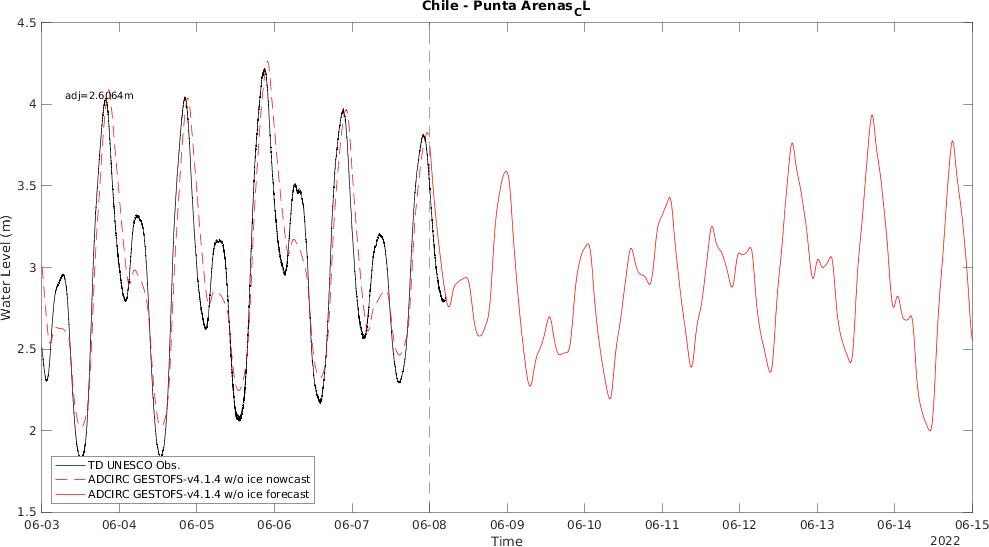 Chile - Punta Arenas_CL
4.5
4
3.5
3
2.5
2
1.5
Water Level (m)
adj=2.6064m
TD UNESCO Obs.
ADCIRC GESTOFS-v4.1.4 w/o ice nowcast
ADCIRC GESTOFS-v4.1.4 w/o ice forecast
06-03 06-04 06-05 06-06 06-07 06-08 06-09 06-10 06-11 06-12 06-13 06-14 06-15
Time
2022